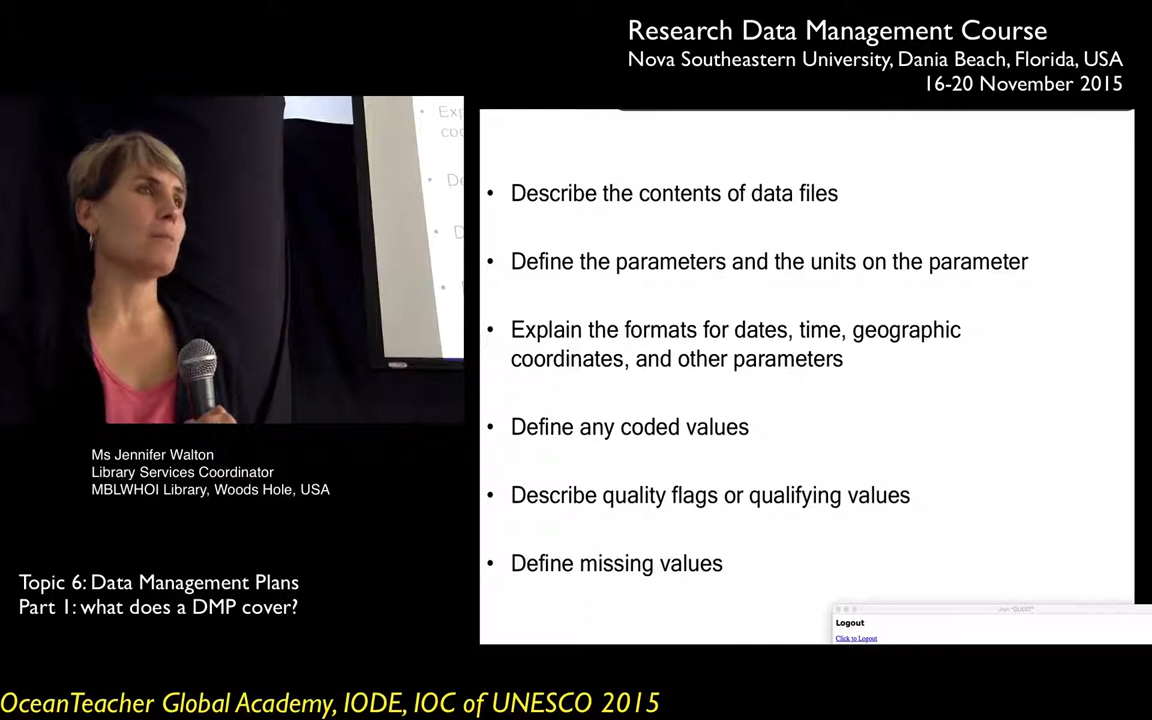 Research Data Management Course
Nova Southeastern University, Dania Beach, Florida, USA
16-20 November 2015
• Describe the contents of data files
• Define the parameters and the units on the parameter
• Explain the formats for dates, time, geographic
coordinates, and other parameters
• Define any coded values
• Describe quality flags or qualifying values
• Define missing values
Logout
Click to Logout
Ms Jennifer Walton
Library Services Coordinator
MBLWHOI Library, Woods Hole, USA
Topic 6: Data Management Plans
Part 1: what does a DMP cover?
OceanTeacher Global Academy, IODE, IOC of UNESCO 2015